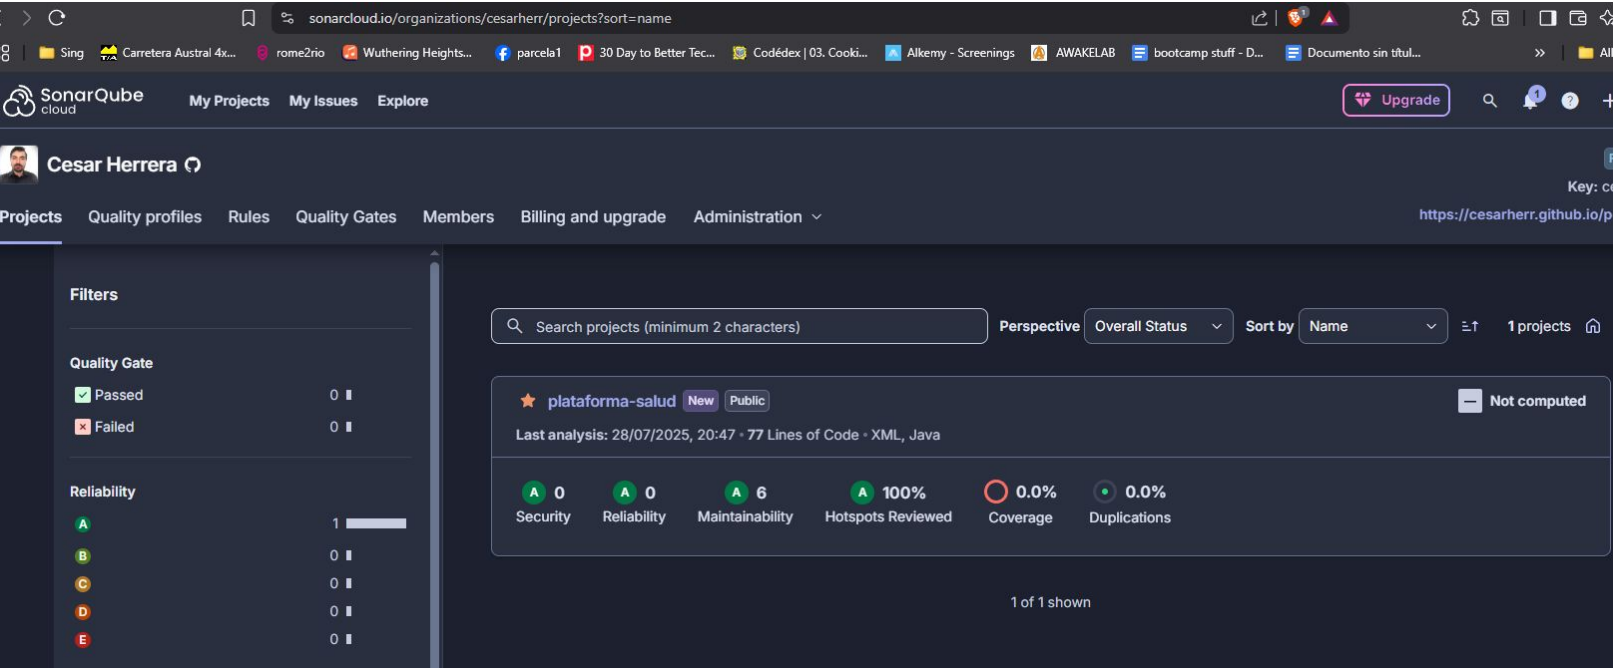 sonarcloud.io/organizations/cesarherr/projects?sort=name
Sing Carretera Austral 4x... rome2rio Wuthering Heights... parcela1 30 Day to Better Tec... Codédex | 03. Cooki... Alkemy - Screenings AWAKELAB bootcamp stuff - D... Documento sin títul... » All
SonarQube cloud My Projects My Issues Explore Upgrade 1
Cesar Herrera
Key: ce
Projects Quality profiles Rules Quality Gates Members Billing and upgrade Administration https://cesarherr.github.io/p
Filters
Search projects (minimum 2 characters) Perspective Overall Status Sort by Name 1 projects
Quality Gate
Passed 0
Failed 0
plataforma-salud New Public Not computed
Last analysis: 28/07/2025, 20:47 • 77 Lines of Code • XML, Java
Reliability
A 1
B 0
C 0
D 0
E 0
A 0 A 0 A 6 A 100% 0.0% 0.0%
Security Reliability Maintainability Hotspots Reviewed Coverage Duplications
1 of 1 shown